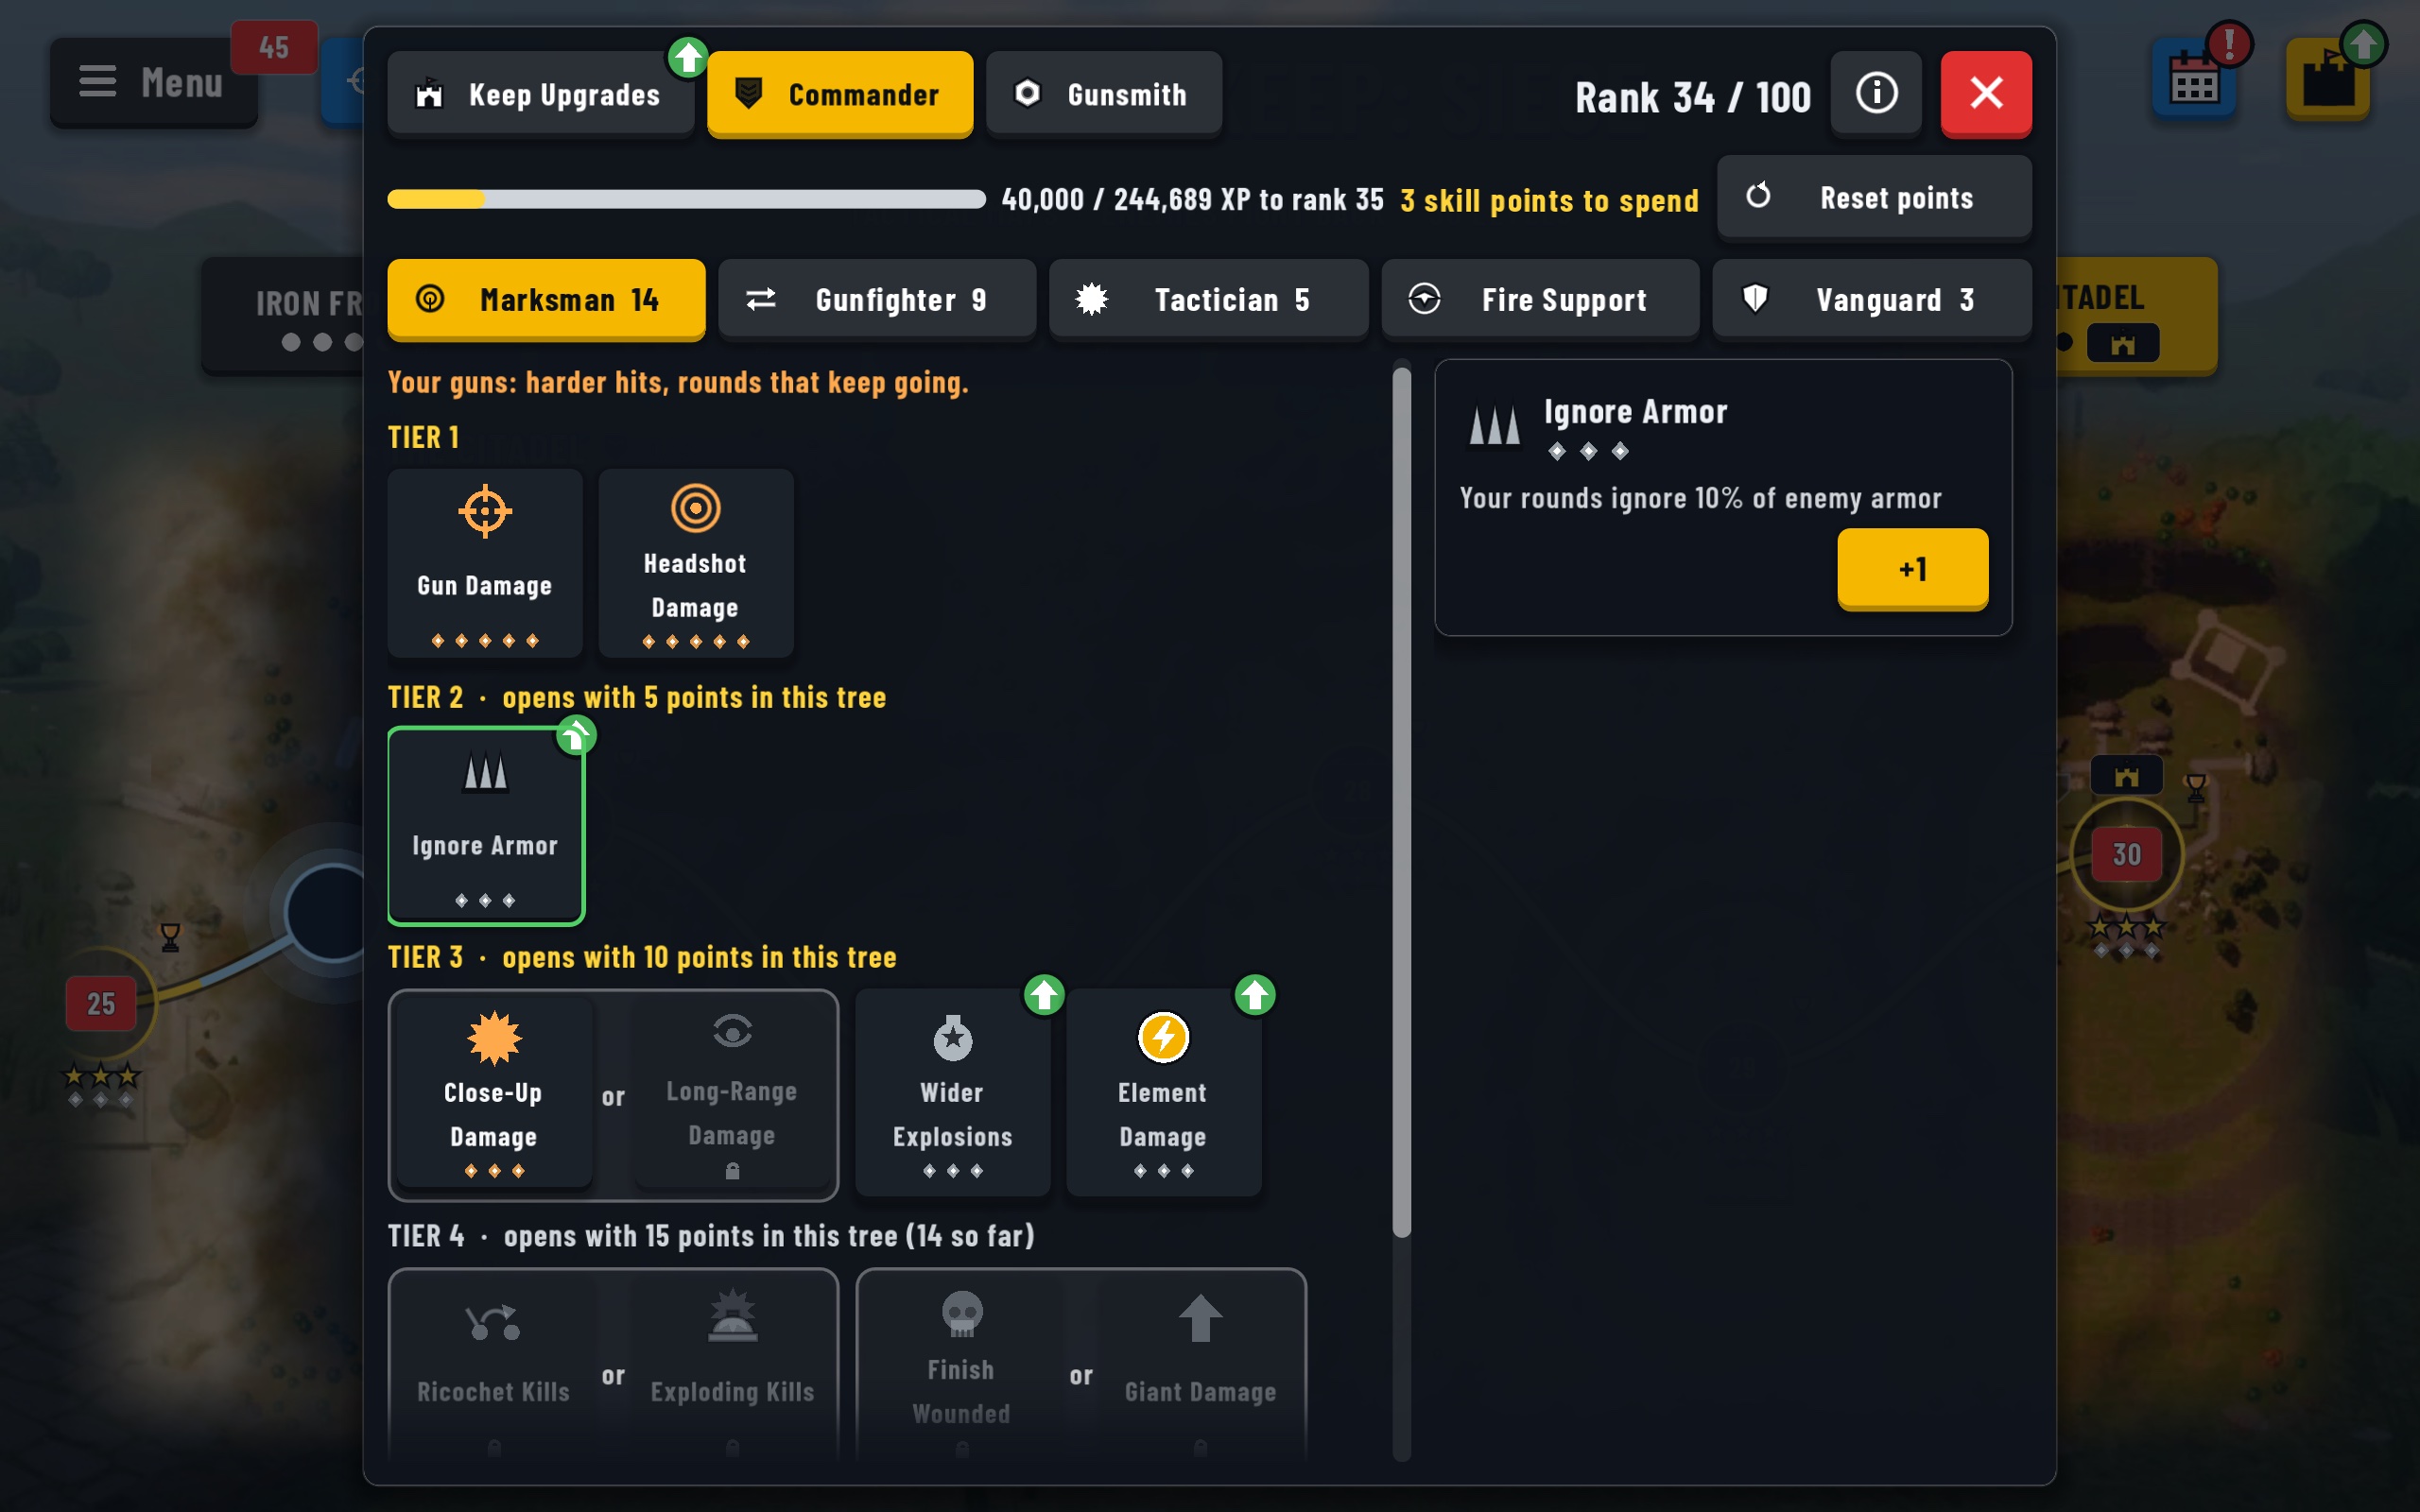 45
Menu
Keep Upgrades
Commander
Gunsmith
Rank 34 / 100
40,000 / 244,689 XP to rank 35
3 skill points to spend
Reset points
IRON FR
Marksman 14
Gunfighter 9
Tactician 5
Fire Support
Vanguard 3
ITADEL
Your guns: harder hits, rounds that keep going.
TIER 1
Gun Damage
Headshot
Damage
TIER 2 · opens with 5 points in this tree
Ignore Armor
TIER 3 · opens with 10 points in this tree
Close-Up
Damage
or
Long-Range
Damage
Wider
Explosions
Element
Damage
TIER 4 · opens with 15 points in this tree (14 so far)
Ricochet Kills
or
Exploding Kills
Finish
Wounded
or
Giant Damage
Ignore Armor
Your rounds ignore 10% of enemy armor
+1
25
30